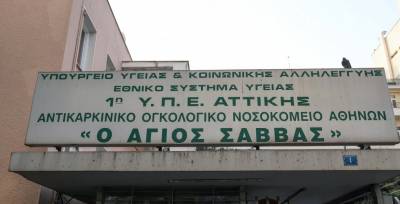 ΥΠΟΥΡΓΕΙΟ ΥΓΕΙΑΣ & ΚΟΙΝΩΝΙΚΗΣ ΑΛΛΗΛΕΓΓΥΗΣ
ΕΘΝΙΚΟ ΣΥΣΤΗΜΑ ΥΓΕΙΑΣ
1η Υ.Π.Ε. ΑΤΤΙΚΗΣ
ΑΝΤΙΚΑΡΚΙΝΙΚΟ ΟΓΚΟΛΟΓΙΚΟ ΝΟΣΟΚΟΜΕΙΟ ΑΘΗΝΩΝ
« Ο ΑΓΙΟΣ ΣΑΒΒΑΣ»